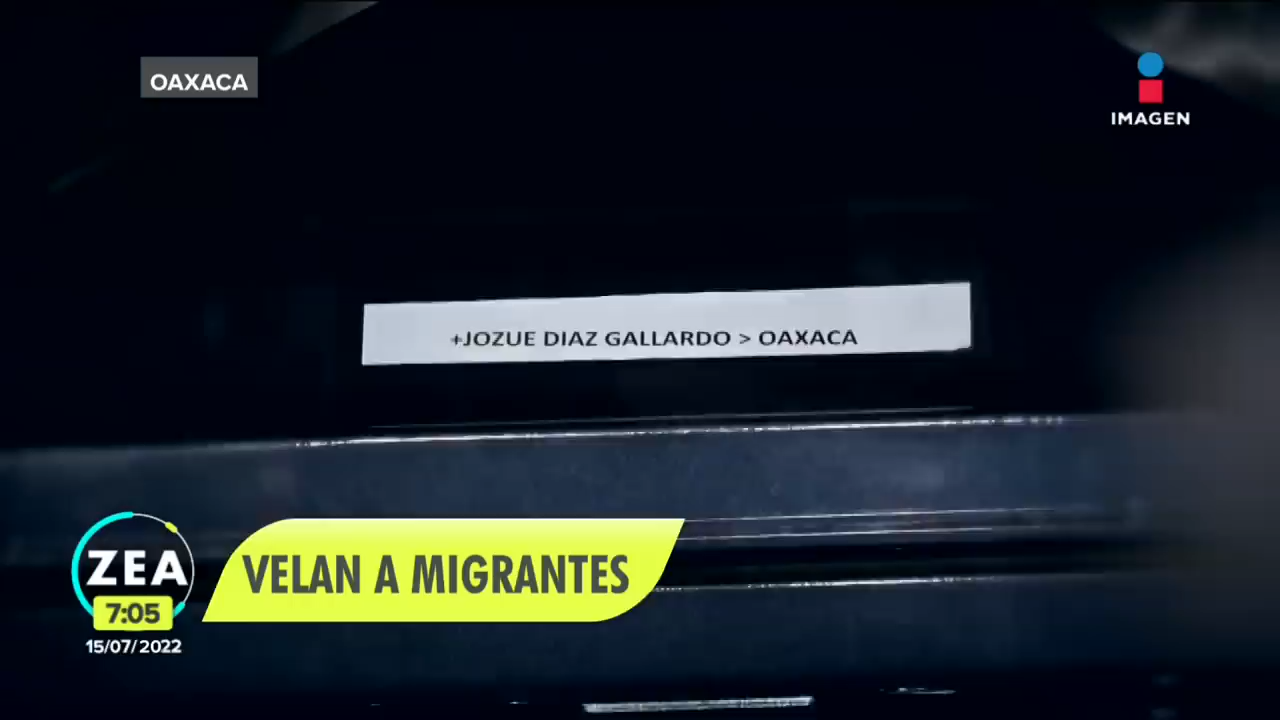 OAXACA
IMAGEN
+JOZUE DIAZ GALLARDO > OAXACA
ZEA
VELAN A MIGRANTES
7:05
15/07/2022